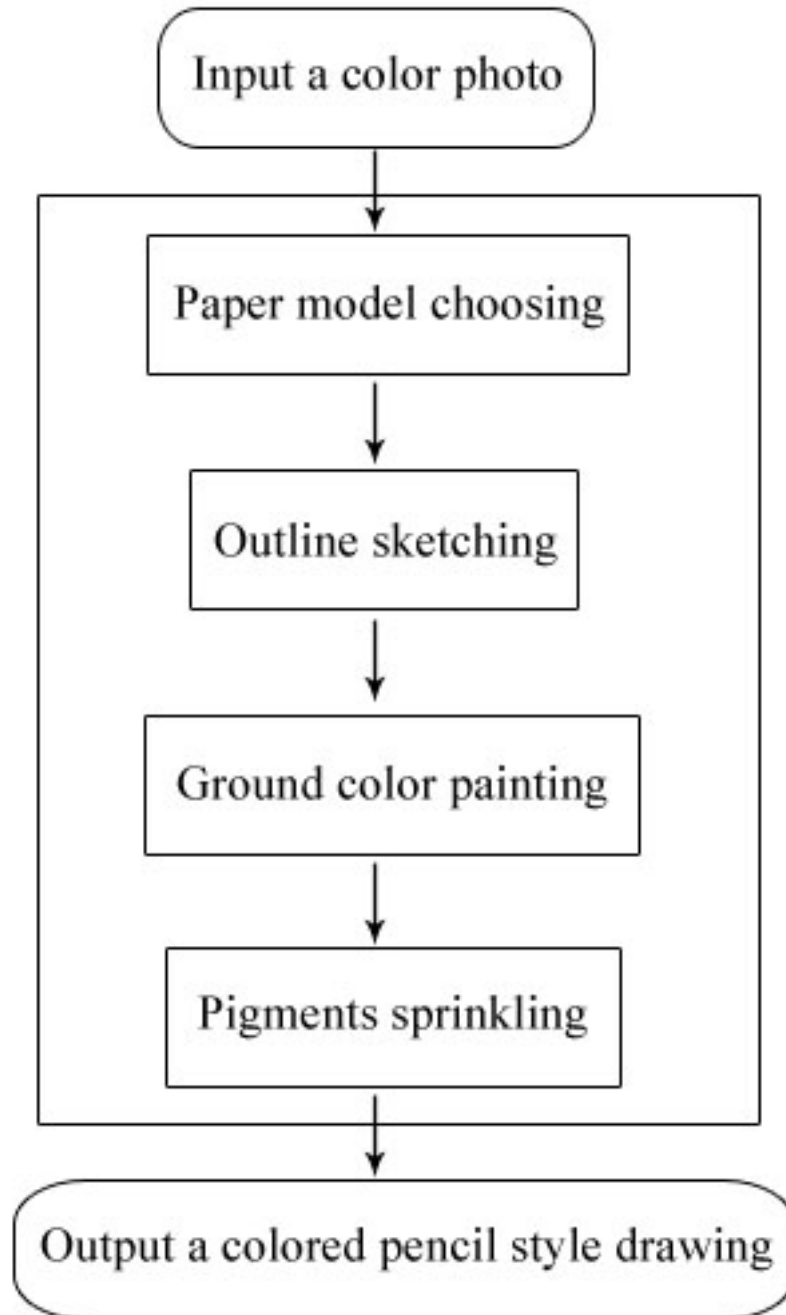 Input a color photo
Paper model choosing
Outline sketching
Ground color painting
Pigments sprinkling
Output a colored pencil style drawing